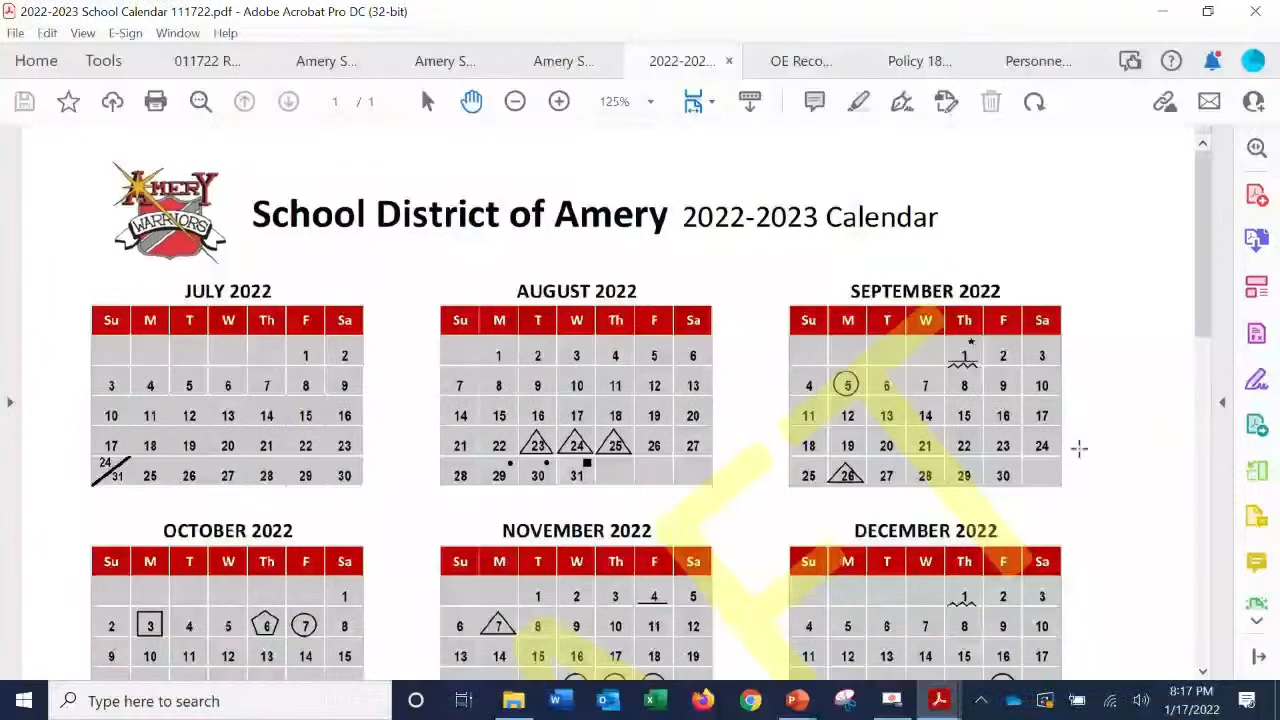 2022-2023 School Calendar 111722.pdf - Adobe Acrobat Pro DC (32-bit)
File Edit View E-Sign Window Help
Home Tools 011722 R... Amery S... Amery S... Amery S... 2022-202... × OE Reco... Policy 18... Personne...
1 / 1 125%
AMERY
WARRIORS
School District of Amery 2022-2023 Calendar
JULY 2022
Su M T W Th F Sa
1 2
3 4 5 6 7 8 9
10 11 12 13 14 15 16
17 18 19 20 21 22 23
24/31 25 26 27 28 29 30
AUGUST 2022
Su M T W Th F Sa
1 2 3 4 5 6
7 8 9 10 11 12 13
14 15 16 17 18 19 20
21 22 23 24 25 26 27
28 29 30 31
SEPTEMBER 2022
Su M T W Th F Sa
1 2 3
4 5 6 7 8 9 10
11 12 13 14 15 16 17
18 19 20 21 22 23 24
25 26 27 28 29 30
OCTOBER 2022
Su M T W Th F Sa
1
2 3 4 5 6 7 8
9 10 11 12 13 14 15
NOVEMBER 2022
Su M T W Th F Sa
1 2 3 4 5
6 7 8 9 10 11 12
13 14 15 16 17 18 19
DECEMBER 2022
Su M T W Th F Sa
1 2 3
4 5 6 7 8 9 10
11 12 13 14 15 16 17
Type here to search
8:17 PM
1/17/2022